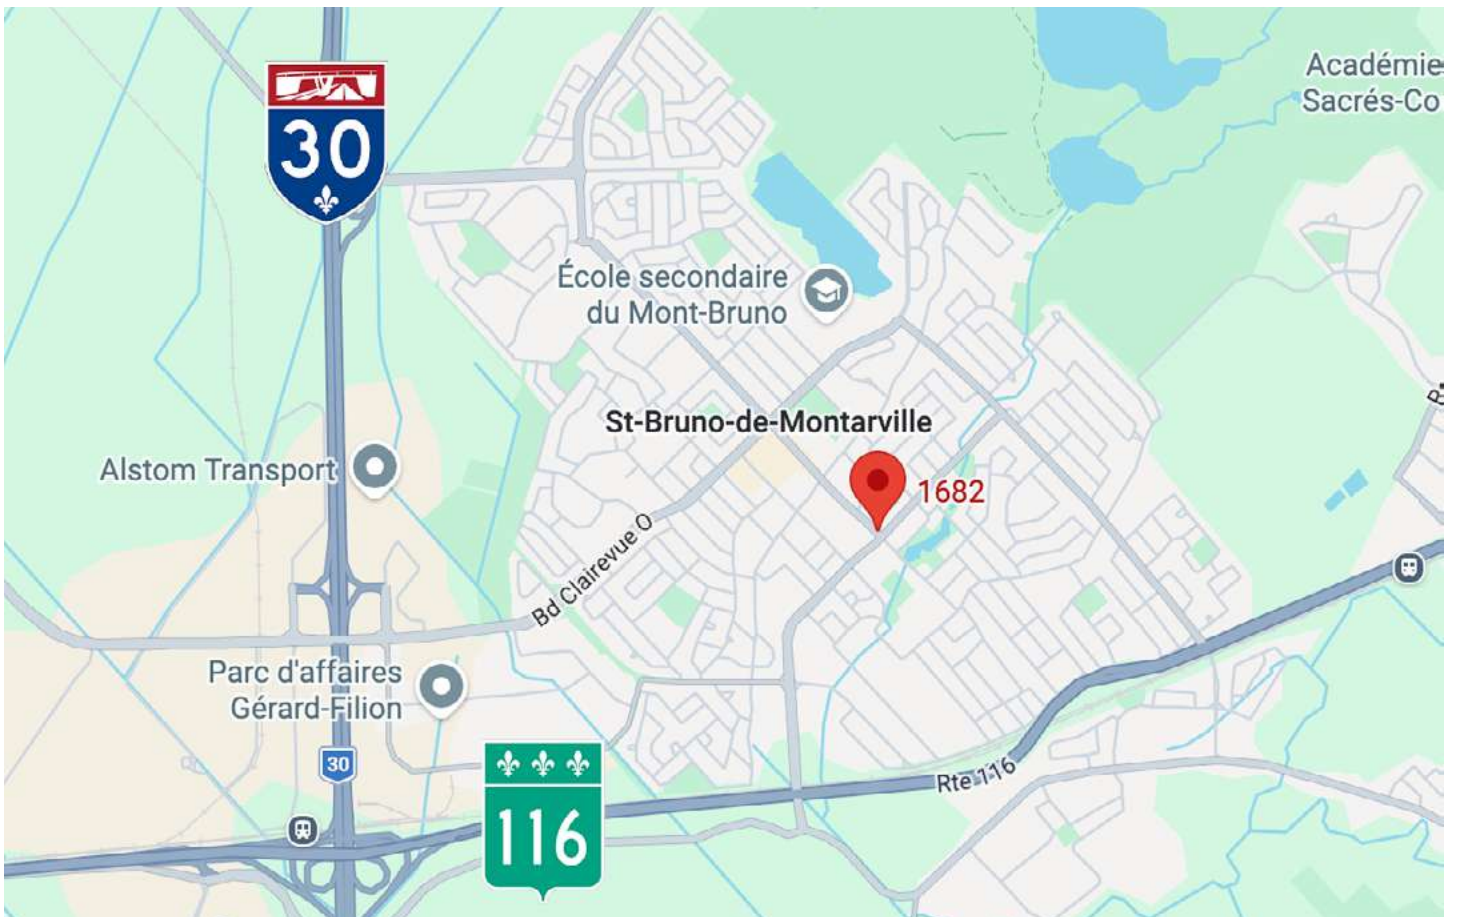 Académie
Sacrés-Co
30
École secondaire
du Mont-Bruno
R.
St-Bruno-de-Montarville
Alstom Transport
1682
Bd Clairevue O
Parc d'affaires
Gérard-Filion
30
Rte 116
116